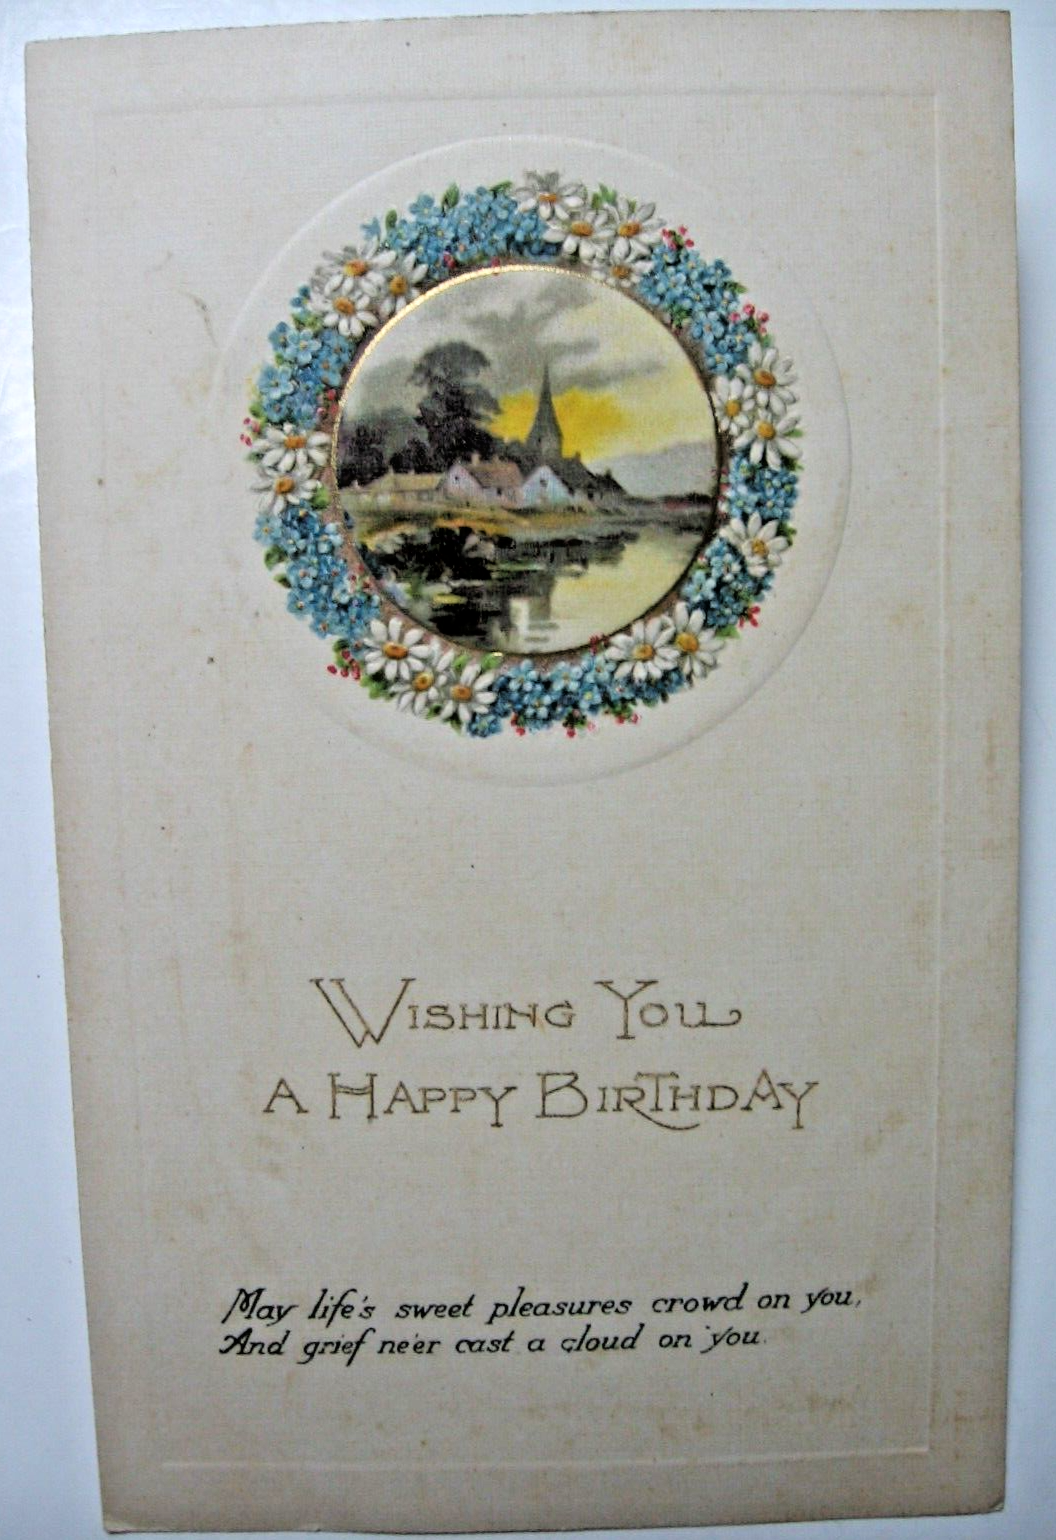 Wishing You
A Happy Birthday
May life's sweet pleasures crowd on you,
And grief ne'er cast a cloud on you.